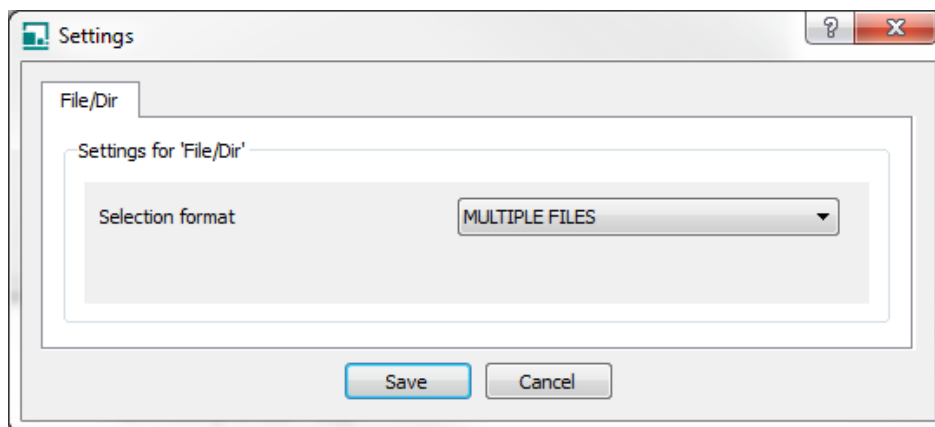 Settings
?
File/Dir
Settings for 'File/Dir'
Selection format MULTIPLE FILES
Save Cancel